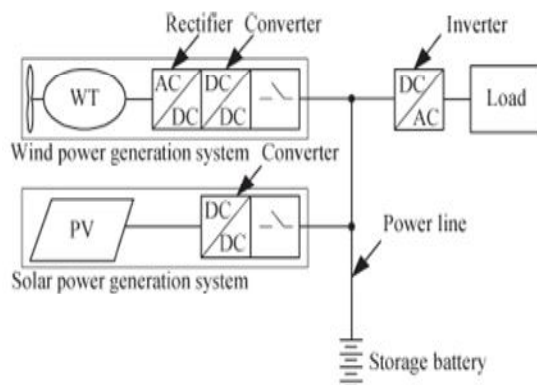 Rectifier Converter
Inverter
WT
AC
DC
DC
DC
DC
AC
Load
Wind power generation system
Converter
PV
DC
DC
Power line
Solar power generation system
Storage battery